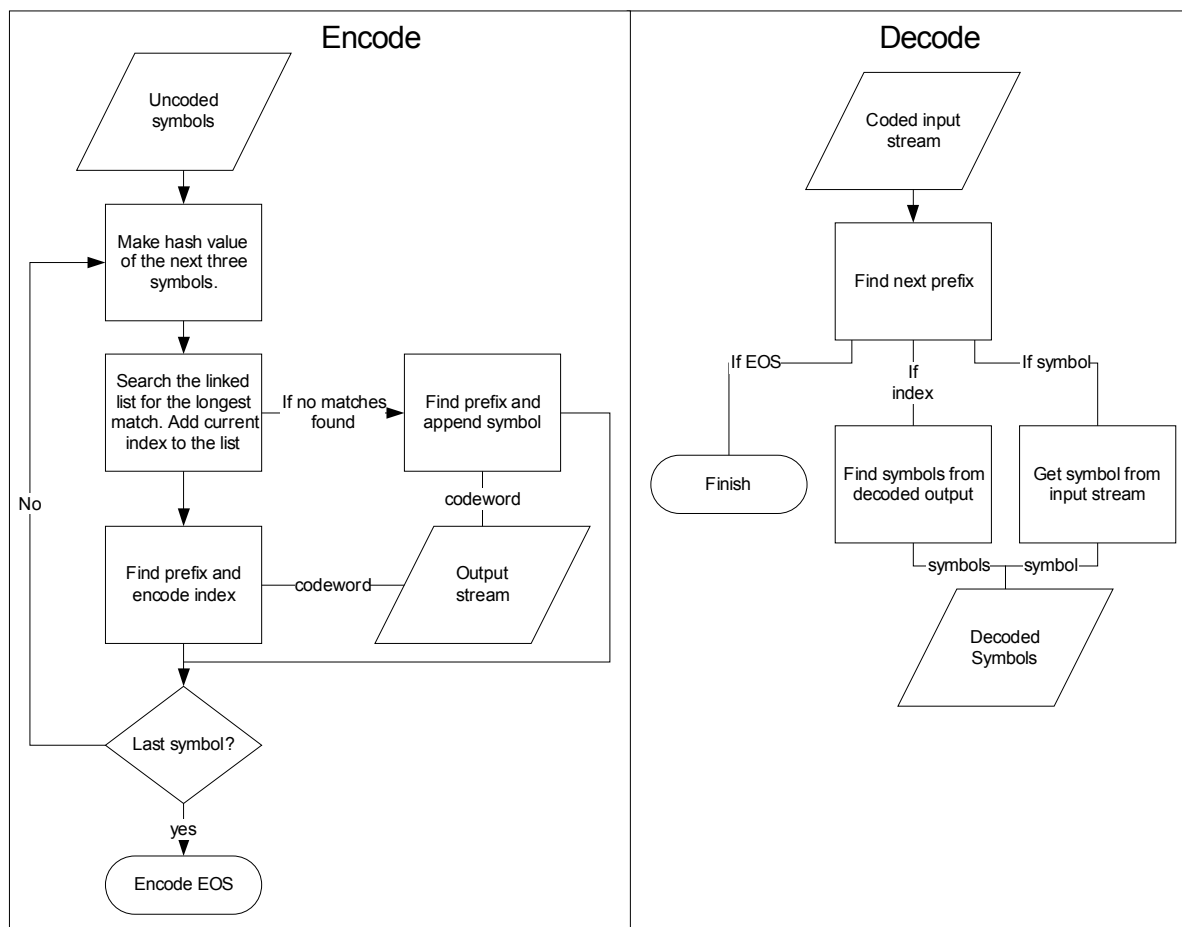 Encode
Uncoded
symbols
Make hash value
of the next three
symbols.
Search the linked
list for the longest
match. Add current
index to the list
If no matches
found
Find prefix and
append symbol
codeword
No
Find prefix and
encode index
codeword
Output
stream
Last symbol?
yes
Encode EOS
Decode
Coded input
stream
Find next prefix
If EOS
If
index
If symbol
Finish
Find symbols from
decoded output
Get symbol from
input stream
symbols
symbol
Decoded
Symbols